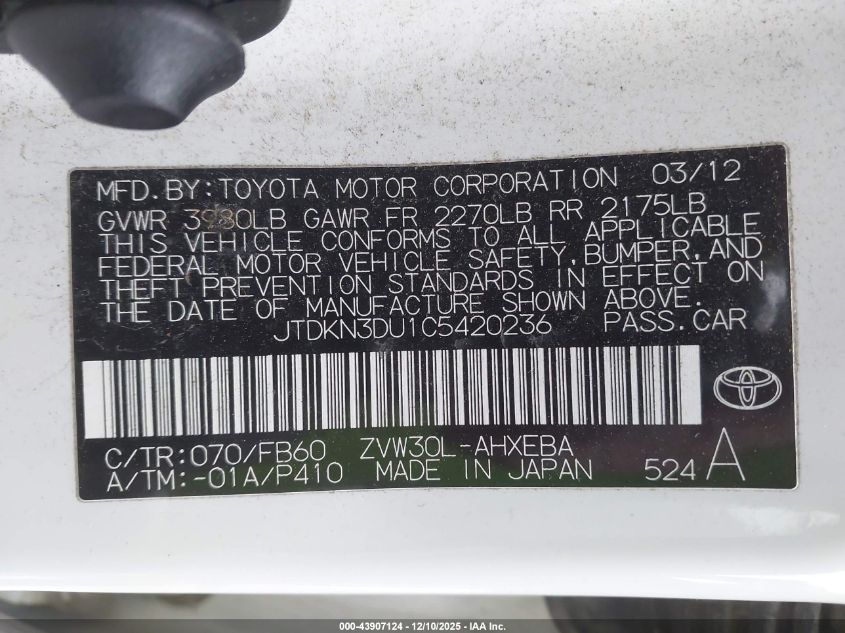 MFD.BY:TOYOTA MOTOR CORPORATION 03/12
GVWR 3980LB GAWR FR 2270LB RR 2175LB
THIS VEHICLE CONFORMS TO ALL APPLICABLE
FEDERAL MOTOR VEHICLE SAFETY,BUMPER,AND
THEFT PREVENTION STANDARDS IN EFFECT ON
THE DATE OF MANUFACTURE SHOWN ABOVE.
JTDKN3DU1C5420236 PASS.CAR
C/TR:070/FB60 ZVW30L-AHXEBA
A/TM:-01A/P410 MADE IN JAPAN 524 A
000-43907124 - 12/10/2025 - IAA Inc.